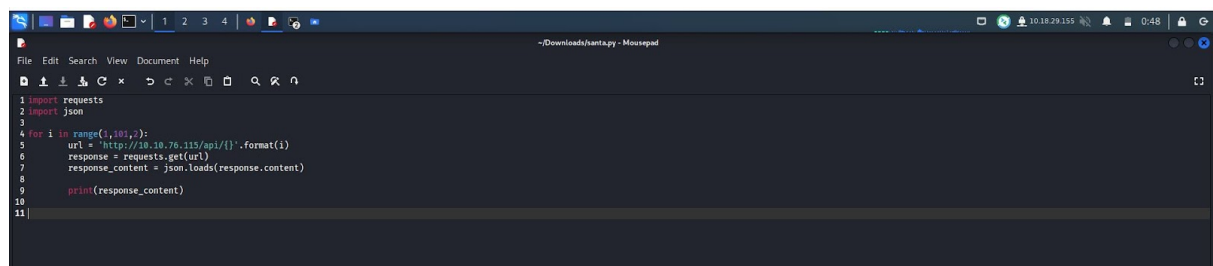 1 2 3 4
10.18.29.155
0:48
~/Downloads/santa.py - Mousepad
File Edit Search View Document Help
1 import requests
2 import json
3
4 for i in range(1,101,2):
5 url = 'http://10.10.76.115/api/{}'.format(i)
6 response = requests.get(url)
7 response_content = json.loads(response.content)
8
9 print(response_content)
10
11